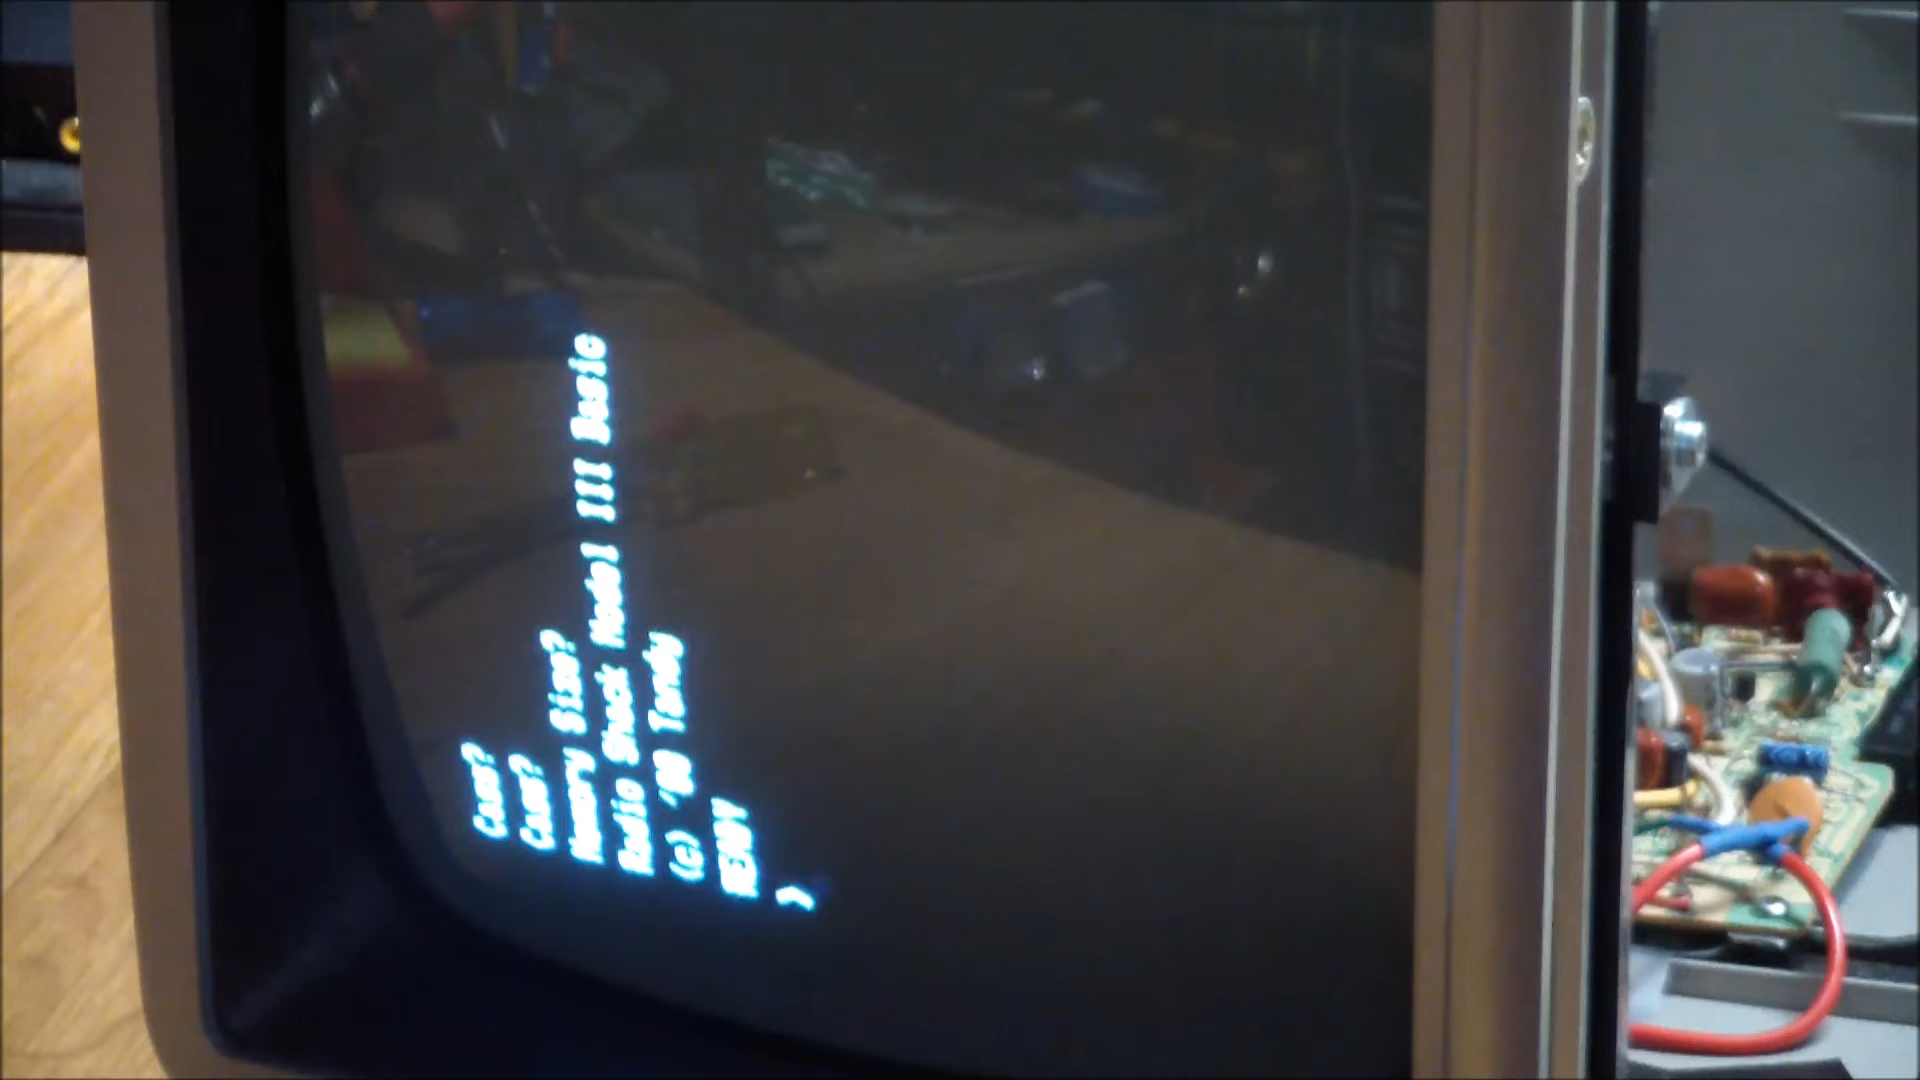 Cass?
Cass?
Memory Size?
Radio Shack Model III Basic
(c) '80 Tandy
READY
>